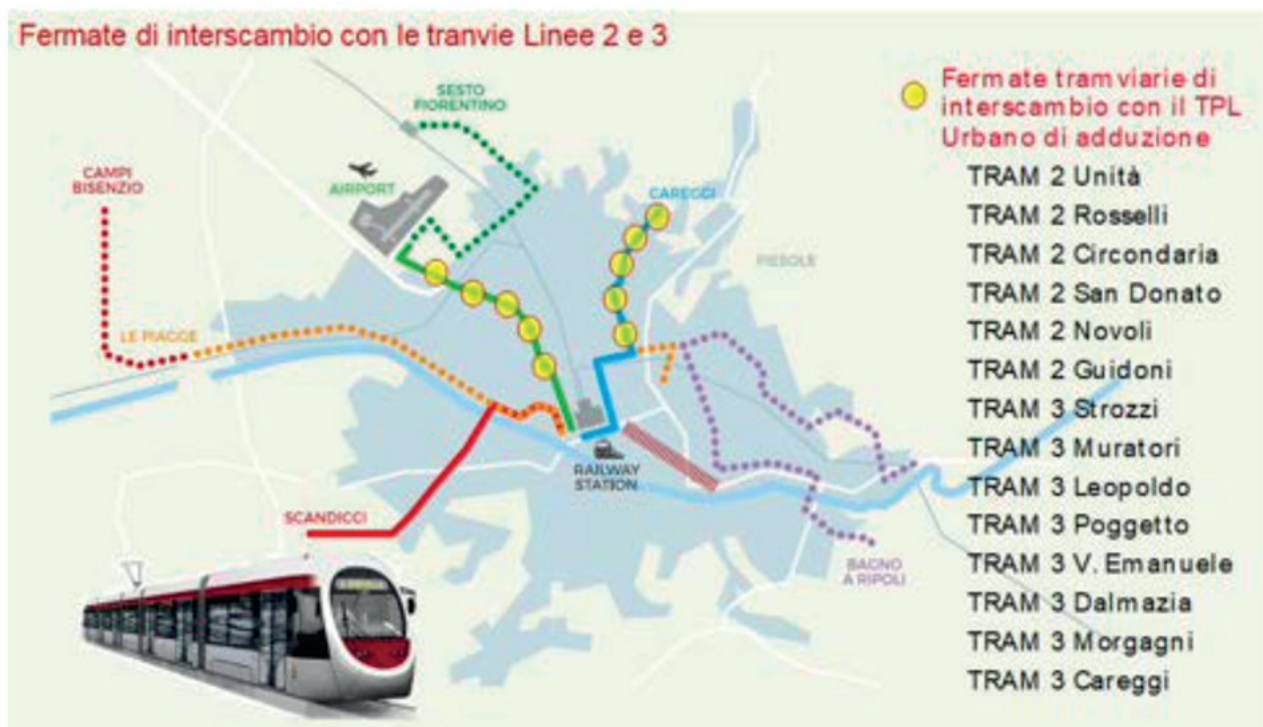 Fermate di interscambio con le tranvie Linee 2 e 3
SESTO
FIORENTINO
CAMPI
BISENZIO
AIRPORT
CAREGGI
FIESOLE
LE PIAGGE
RAILWAY
STATION
SCANDICCI
BAGNO
A RIPOLI
Fermate tramviarie di
interscambio con il TPL
Urbano di adduzione
TRAM 2 Unità
TRAM 2 Rosselli
TRAM 2 Circondaria
TRAM 2 San Donato
TRAM 2 Novoli
TRAM 2 Guidoni
TRAM 3 Strozzi
TRAM 3 Muratori
TRAM 3 Leopoldo
TRAM 3 Poggetto
TRAM 3 V. Emanuele
TRAM 3 Dalmazia
TRAM 3 Morgagni
TRAM 3 Careggi